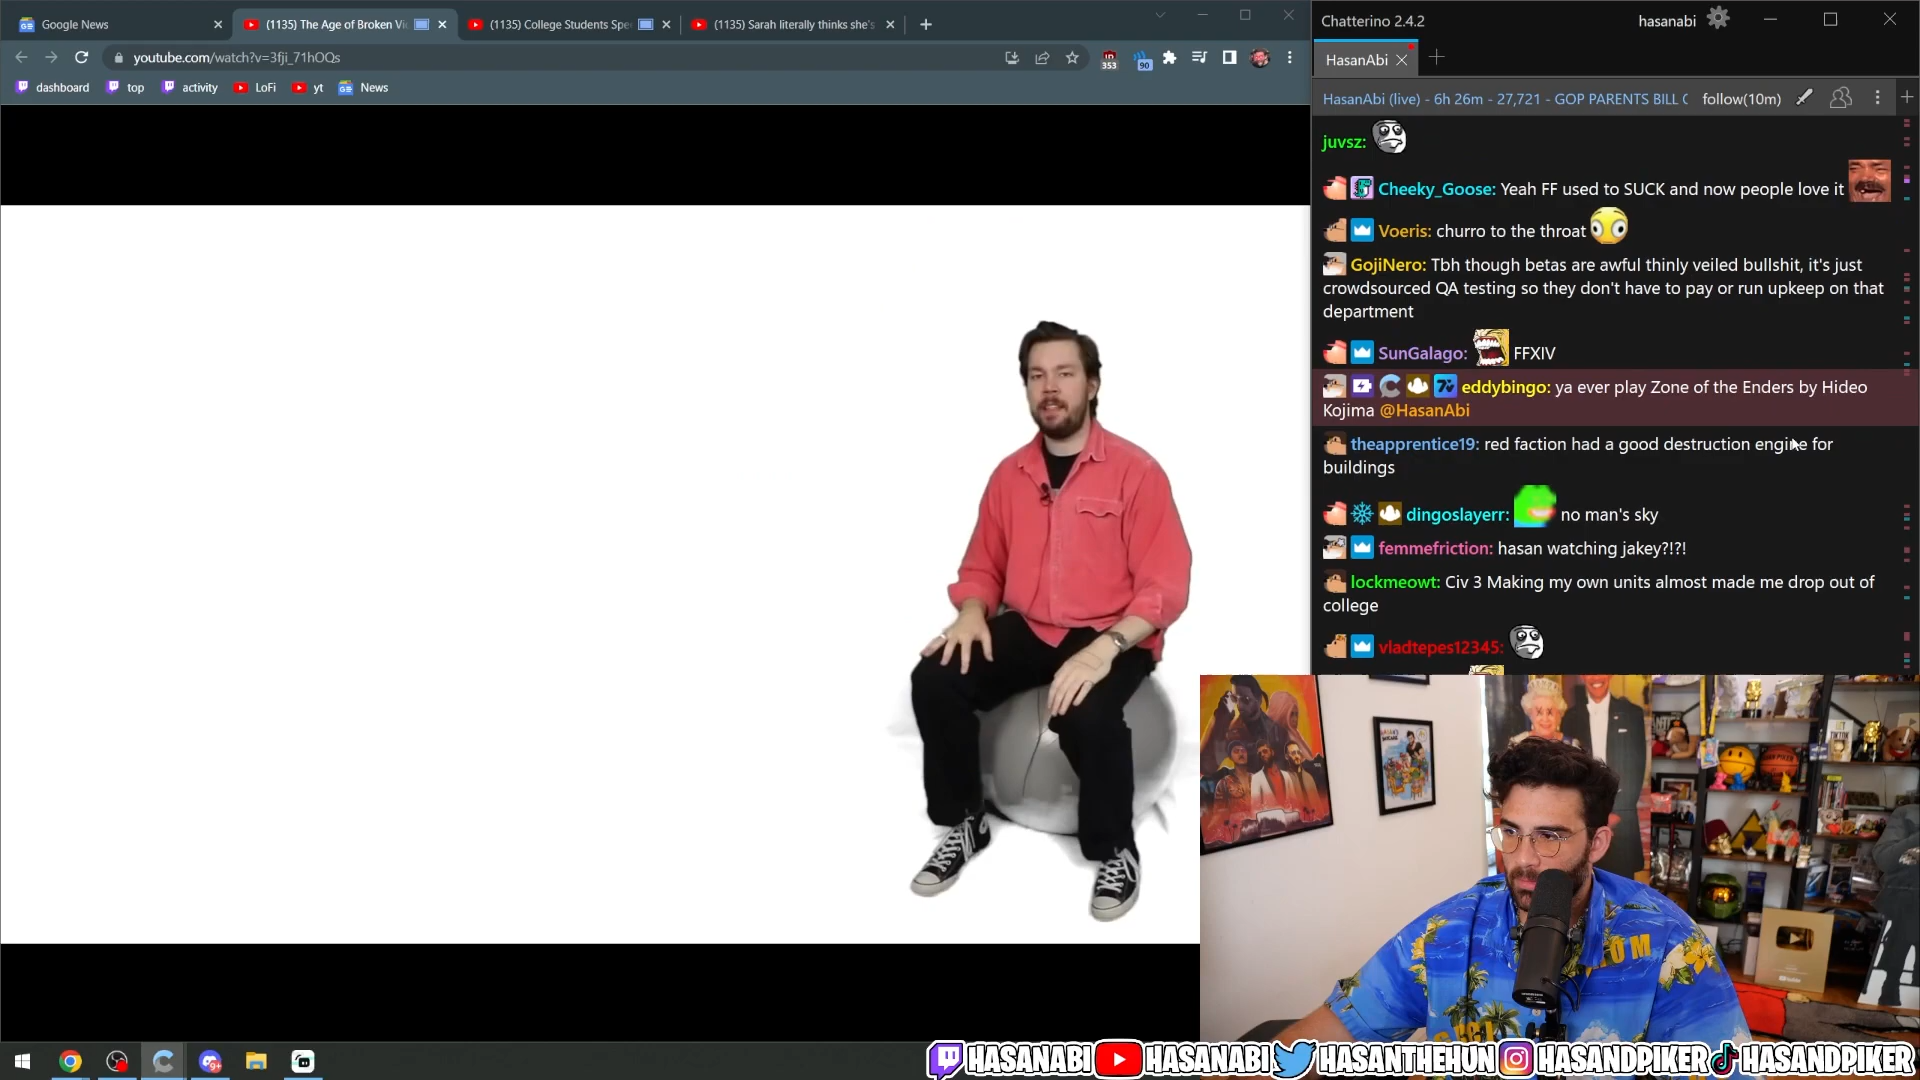 Google News
(1135) The Age of Broken Vi
(1135) College Students Spe
(1135) Sarah literally thinks she's
youtube.com/watch?v=3fji_71hOQs
353
90
dashboard
top
activity
LoFi
yt
News
Chatterino 2.4.2
hasanabi
HasanAbi
HasanAbi (live) - 6h 26m - 27,721 - GOP PARENTS BILL C
follow(10m)
juvsz:
Cheeky_Goose: Yeah FF used to SUCK and now people love it
Voeris: churro to the throat
GojiNero: Tbh though betas are awful thinly veiled bullshit, it's just
crowdsourced QA testing so they don't have to pay or run upkeep on that
department
SunGalago: FFXIV
eddybingo: ya ever play Zone of the Enders by Hideo
Kojima @HasanAbi
theapprentice19: red faction had a good destruction engine for
buildings
dingoslayerr: no man's sky
femmefriction: hasan watching jakey?!?!
lockmeowt: Civ 3 Making my own units almost made me drop out of
college
vladtepes12345:
HASANABI HASANABI HASANTHEHUN HASANDPIKER HASANDPIKER